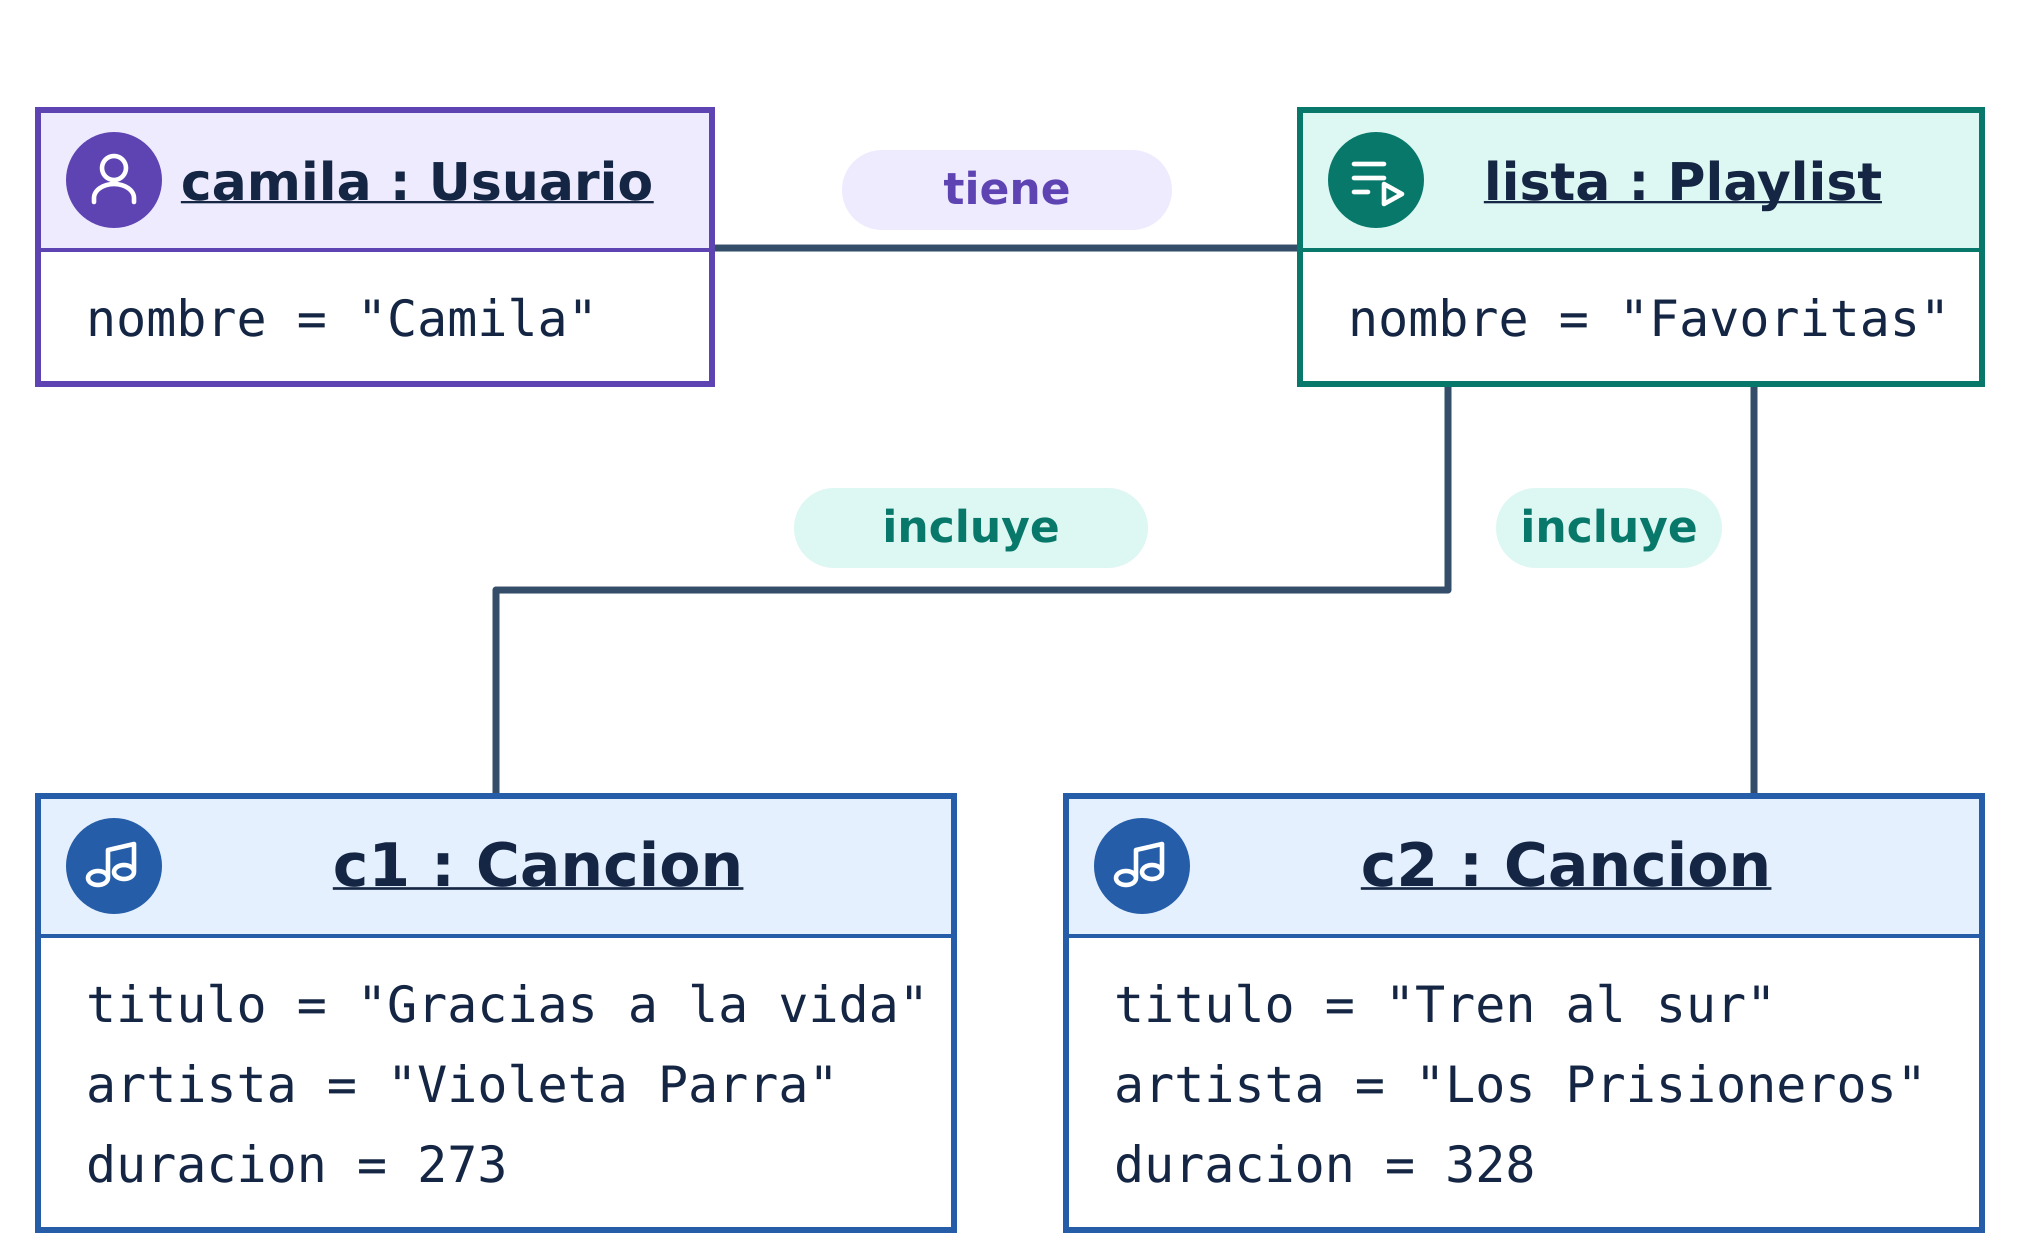 camila : Usuario
nombre = "Camila"
tiene
lista : Playlist
nombre = "Favoritas"
incluye
incluye
c1 : Cancion
titulo = "Gracias a la vida"
artista = "Violeta Parra"
duracion = 273
c2 : Cancion
titulo = "Tren al sur"
artista = "Los Prisioneros"
duracion = 328